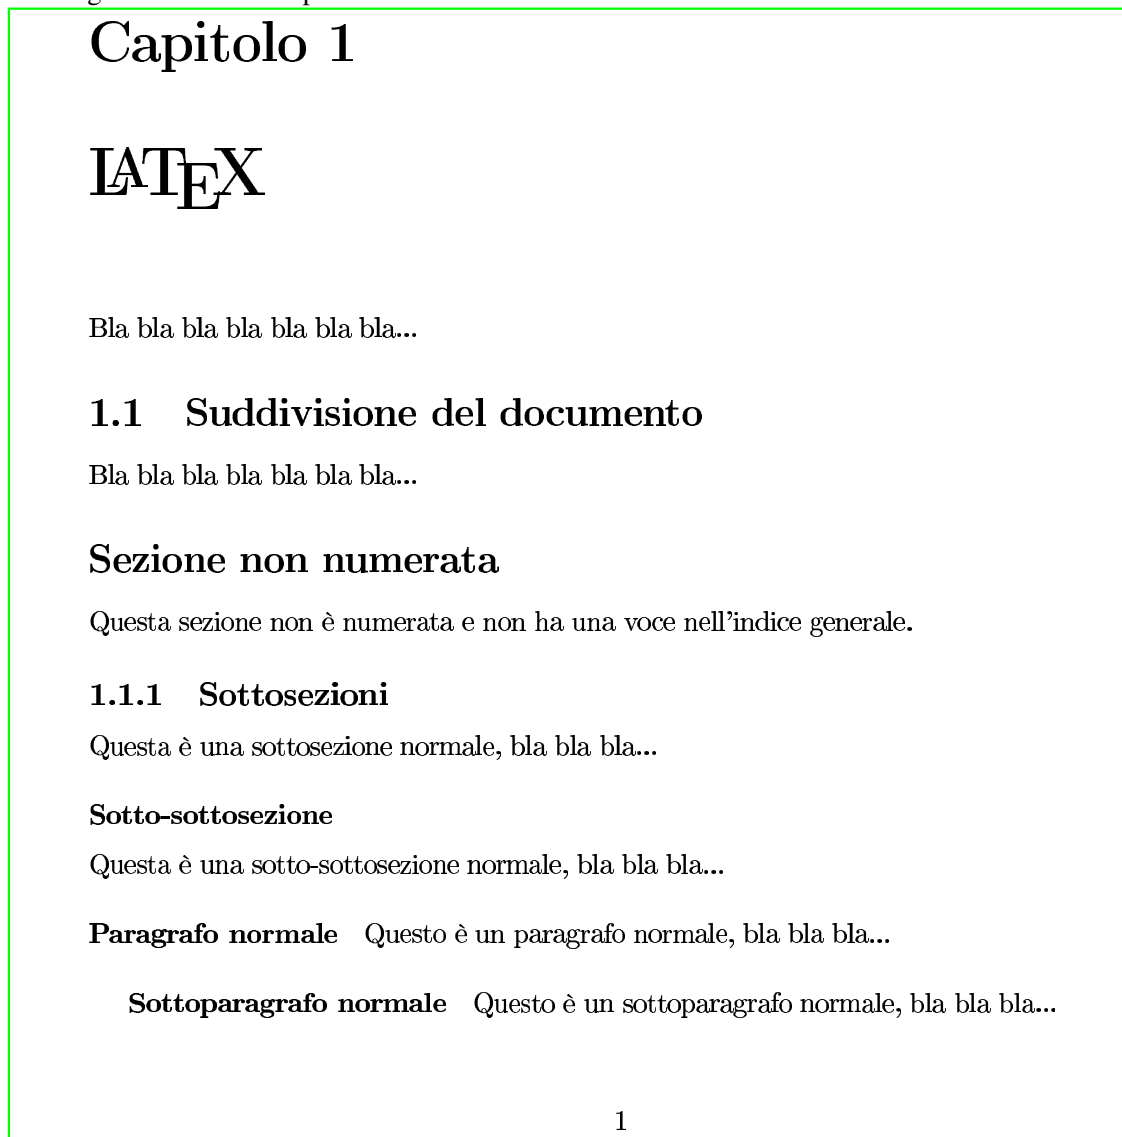 Capitolo 1
LATEX
Bla bla bla bla bla bla bla...
1.1 Suddivisione del documento
Bla bla bla bla bla bla bla...
Sezione non numerata
Questa sezione non è numerata e non ha una voce nell'indice generale.
1.1.1 Sottosezioni
Questa è una sottosezione normale, bla bla bla...
Sotto-sottosezione
Questa è una sotto-sottosezione normale, bla bla bla...
Paragrafo normale Questo è un paragrafo normale, bla bla bla...
Sottoparagrafo normale Questo è un sottoparagrafo normale, bla bla bla...
1